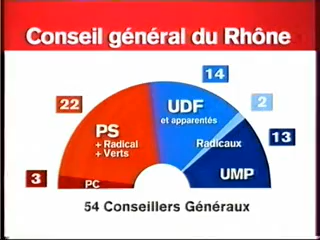 Conseil général du Rhône
14
22
2
UDF
et apparentés
PS
+ Radical
+ Verts
Radicaux
13
3
PC
UMP
54 Conseillers Généraux